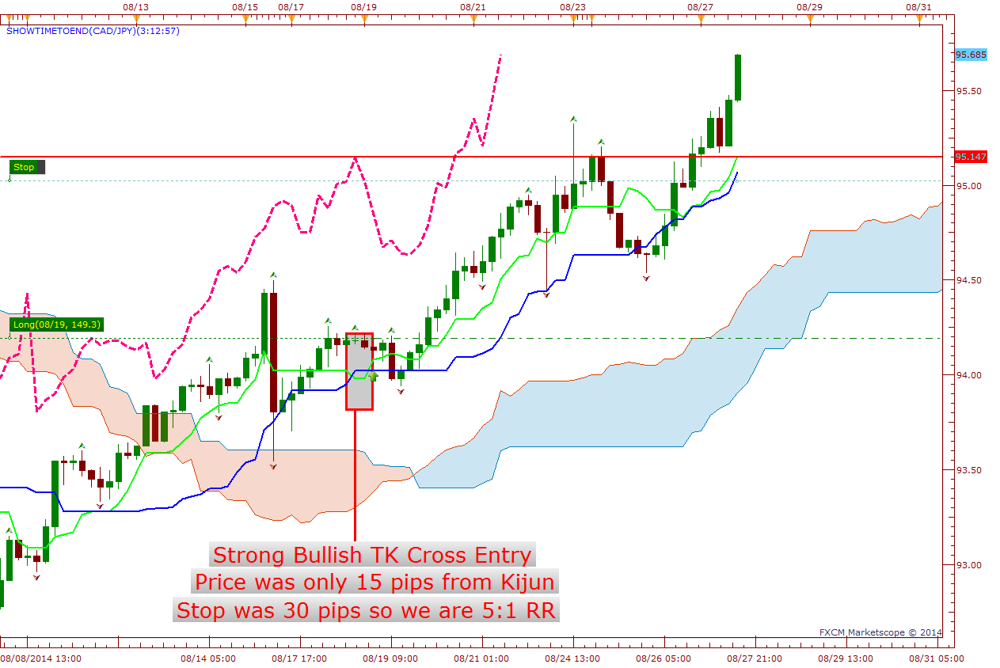 08/13 08/15 08/17 08/19 08/21 08/23 08/27 08/29 08/31
SHOWTIMETOEND(CAD/JPY)(3:12:57)
95.685
95.50
95.147
Stop
95.00
94.50
Long(08/19, 149.3)
94.00
93.50
93.00
Strong Bullish TK Cross Entry
Price was only 15 pips from Kijun
Stop was 30 pips so we are 5:1 RR
FXCM Marketscope © 2014
08/08/2014 13:00 08/14 05:00 08/17 17:00 08/19 09:00 08/21 01:00 08/24 13:00 08/26 05:00 08/27 21:00 08/29 13:00 08/31 05:00